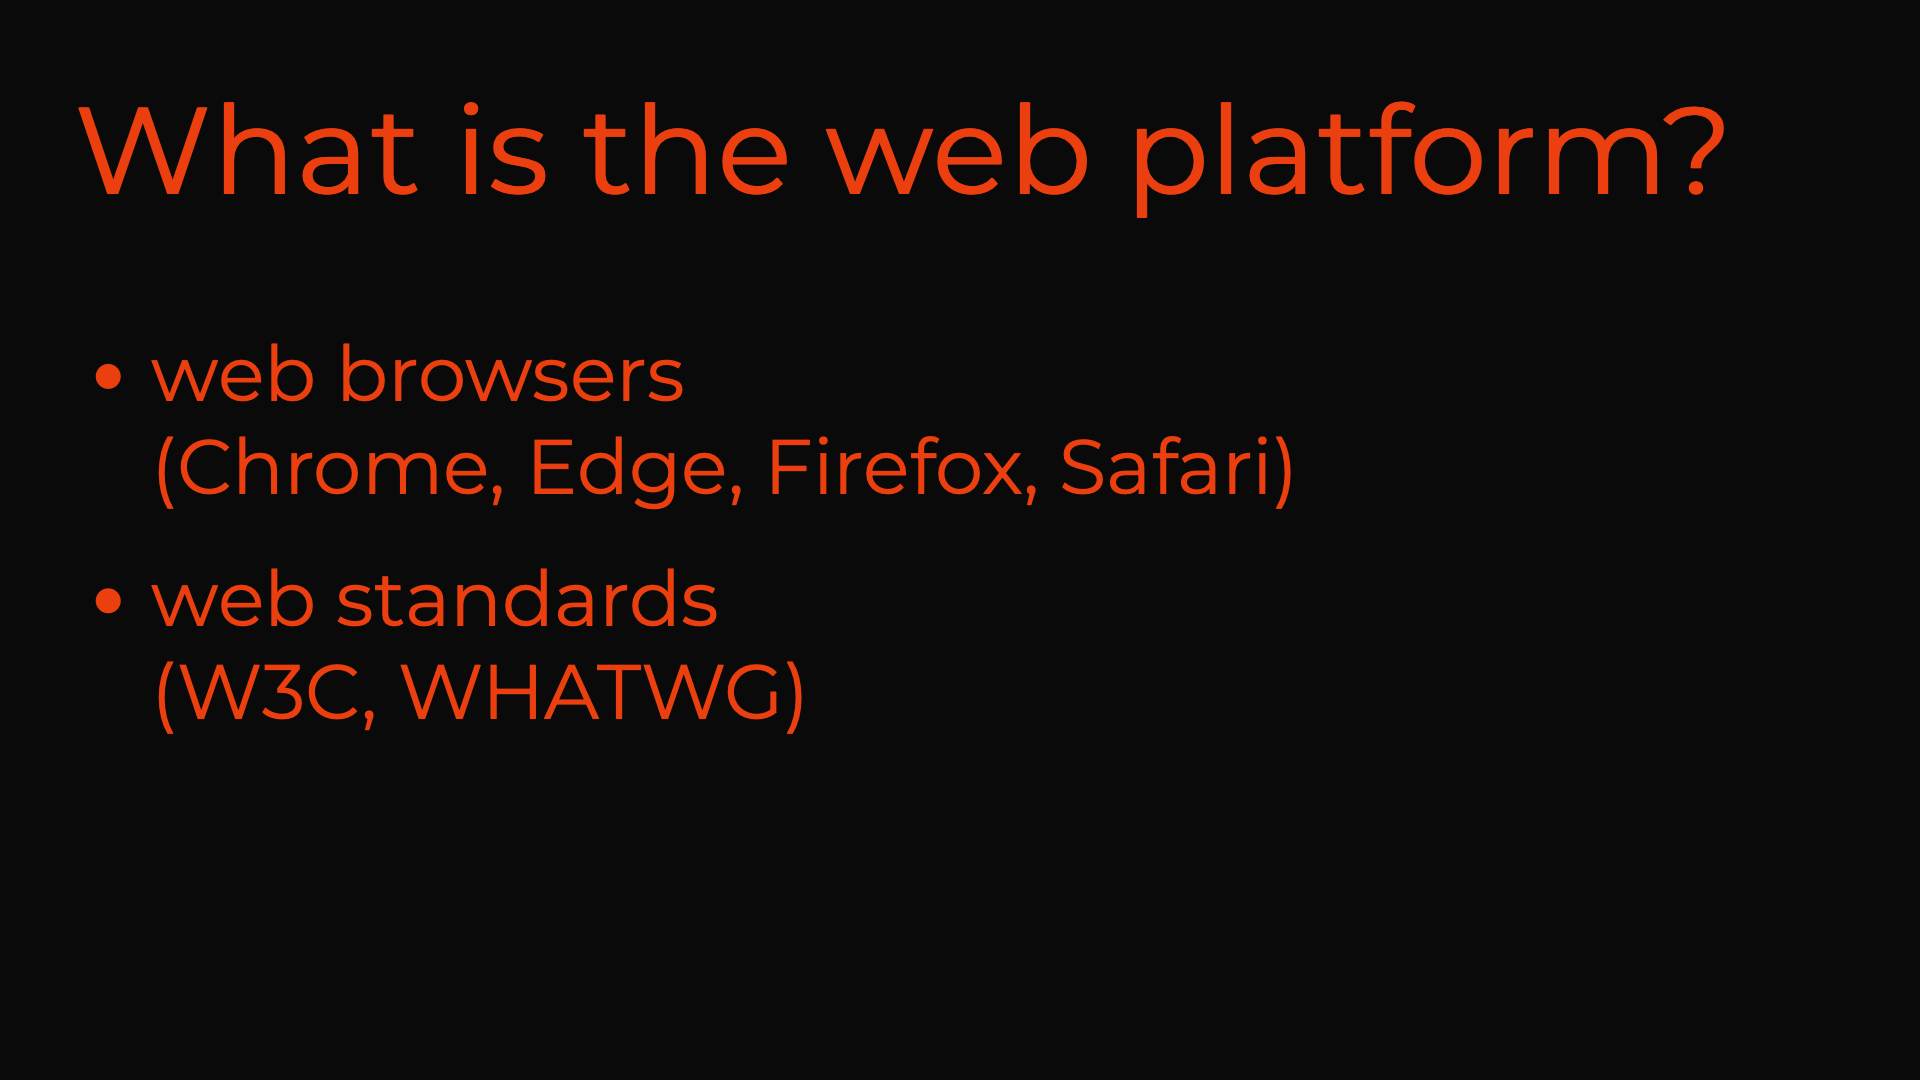 What is the web platform?
• web browsers
(Chrome, Edge, Firefox, Safari)
• web standards
(W3C, WHATWG)